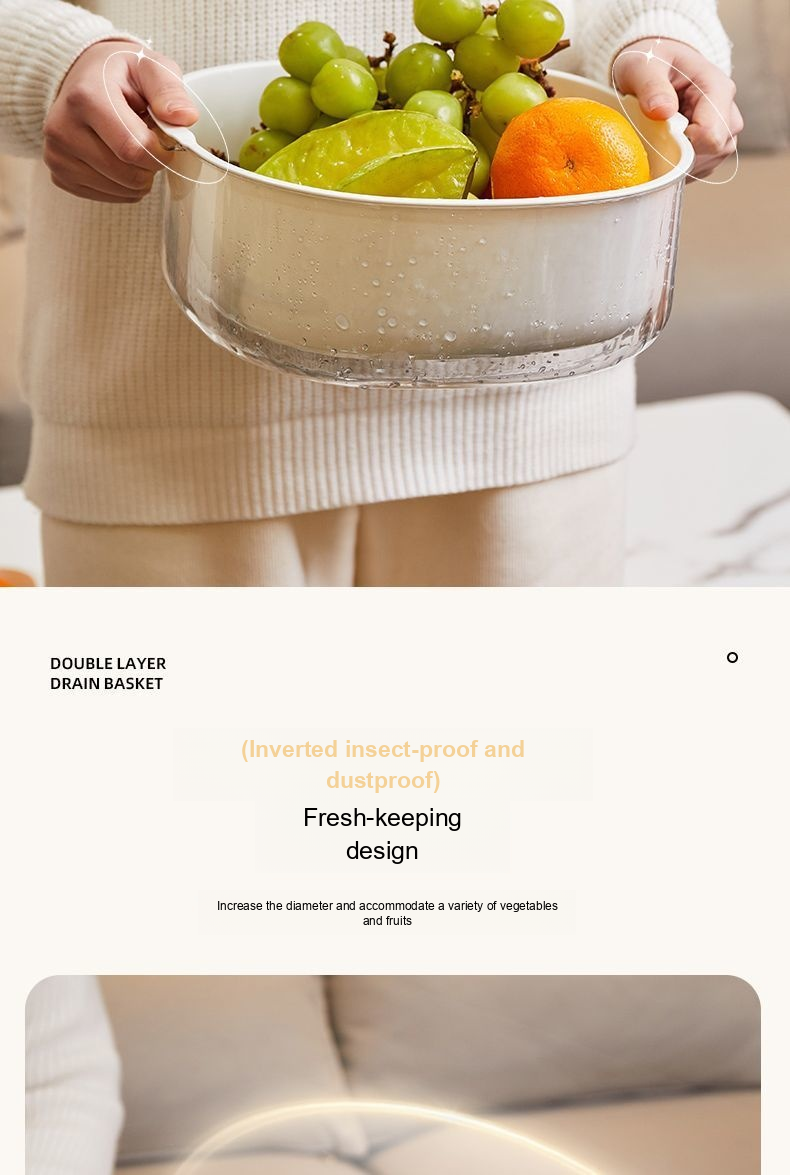 DOUBLE LAYER
DRAIN BASKET
(Inverted insect-proof and
dustproof)
Fresh-keeping
design
Increase the diameter and accommodate a variety of vegetables
and fruits